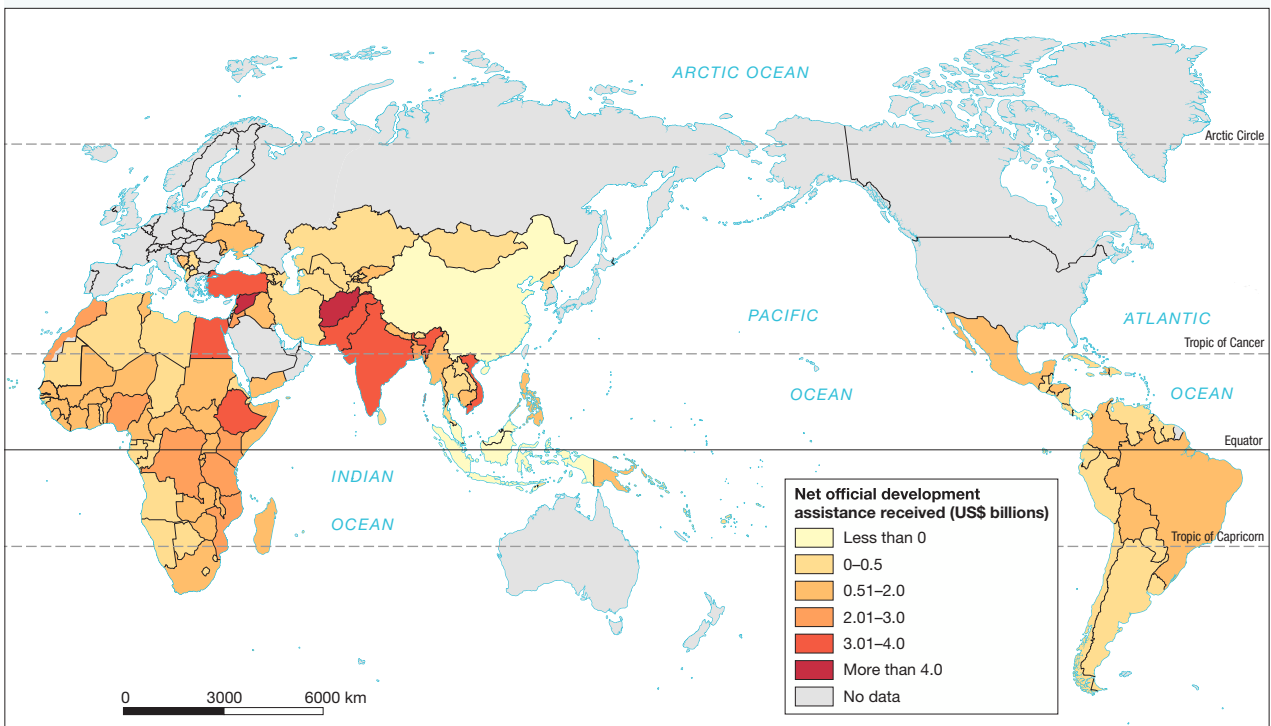 ARCTIC OCEAN
Arctic Circle
PACIFIC
ATLANTIC
Tropic of Cancer
OCEAN
OCEAN
Equator
INDIAN
OCEAN
Net official development
assistance received (US$ billions)
Less than 0
0–0.5
0.51–2.0
2.01–3.0
3.01–4.0
More than 4.0
No data
Tropic of Capricorn
0 3000 6000 km